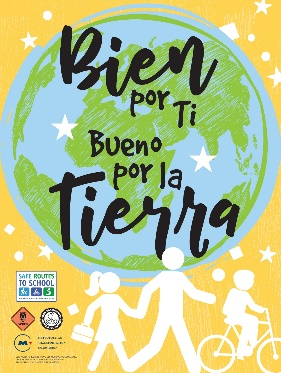 Bien
por Ti
Bueno
por la
Tierra
SAFE ROUTES
TO SCHOOL